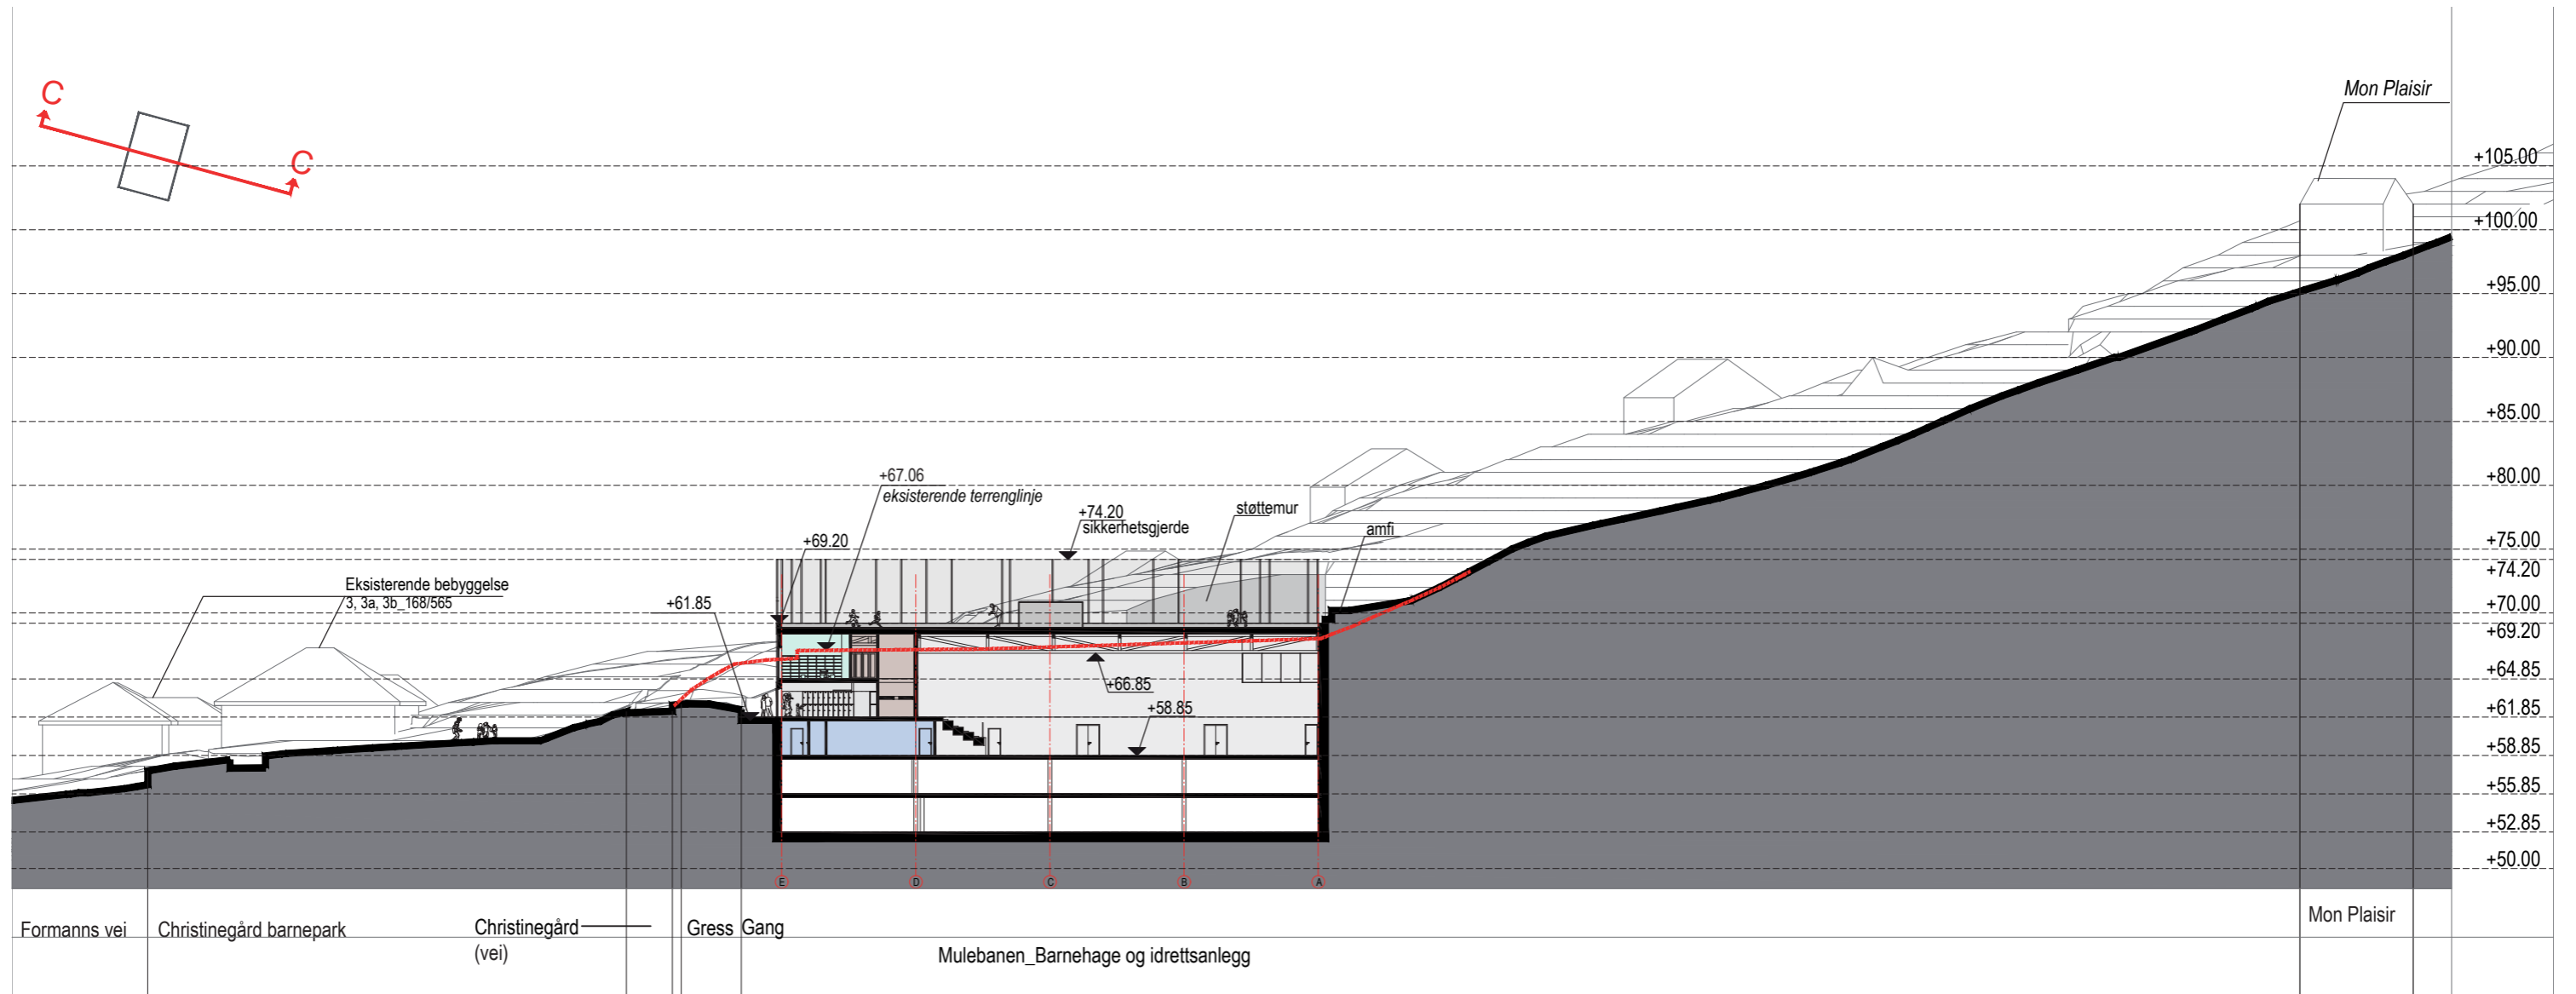 C
C
Mon Plaisir
+105.00
+100.00
+95.00
+90.00
+85.00
+80.00
+75.00
+74.20
+70.00
+69.20
+64.85
+61.85
+58.85
+55.85
+52.85
+50.00
+67.06
eksisterende terrenglinje
+74.20
sikkerhetsgjerde
støttemur
amfi
+69.20
Eksisterende bebyggelse
3, 3a, 3b_168/565
+61.85
+66.85
+58.85
E
D
C
B
A
Formanns vei
Christinegård barnepark
Christinegård
(vei)
Gress
Gang
Mulebanen_Barnehage og idrettsanlegg
Mon Plaisir